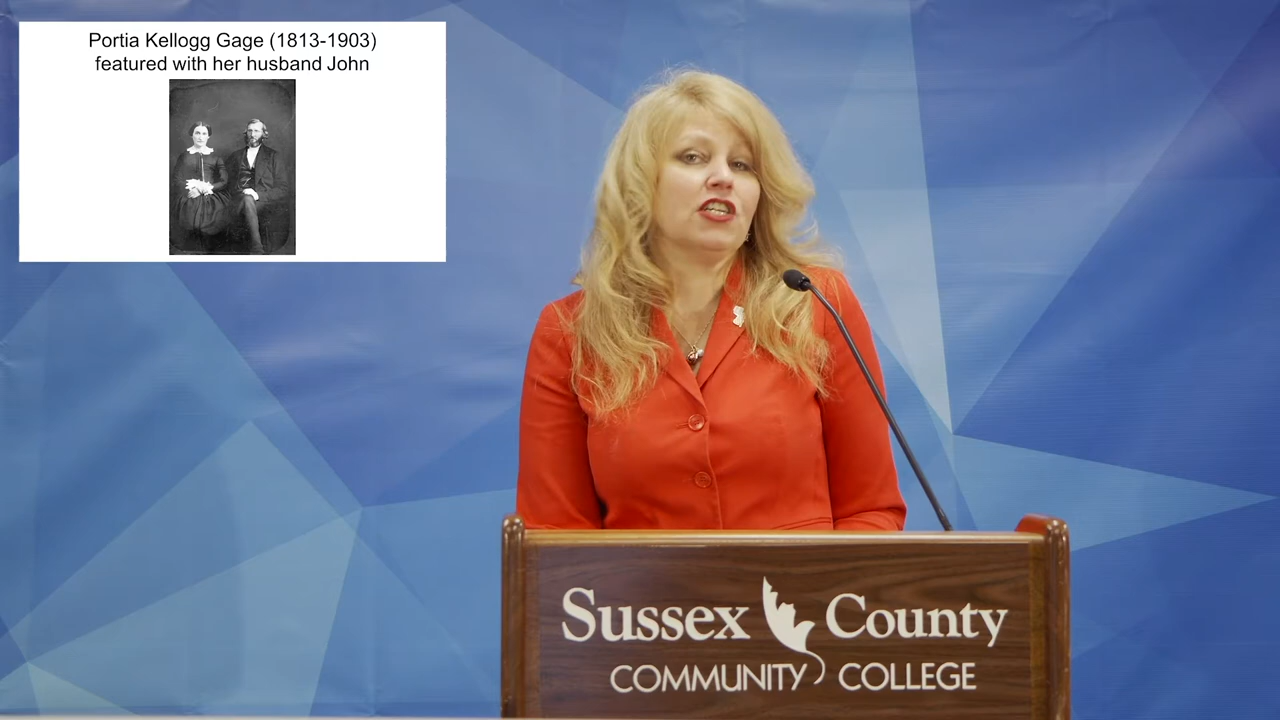 Portia Kellogg Gage (1813-1903)
featured with her husband John
Sussex County
COMMUNITY COLLEGE